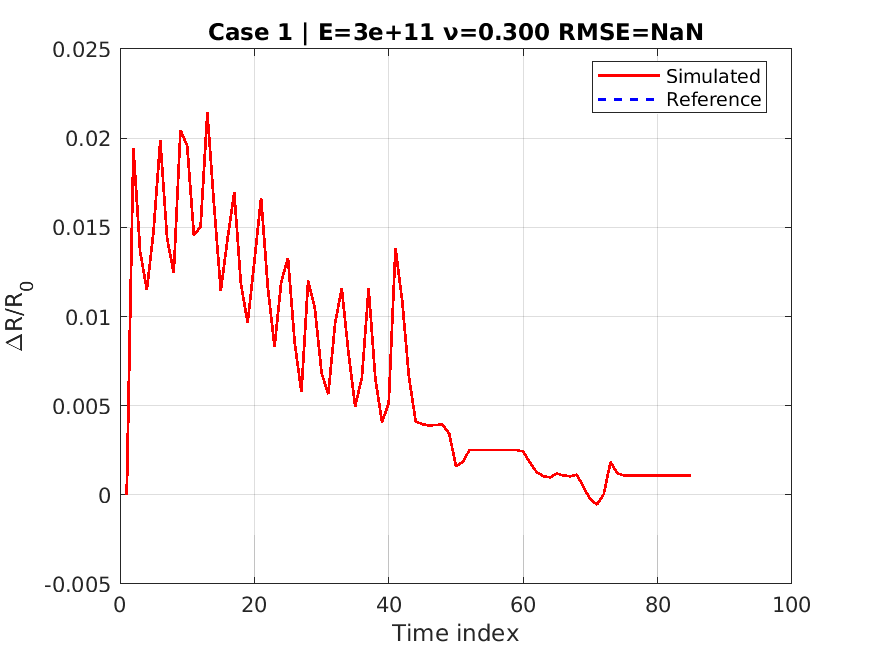 Case 1 | E=3e+11 ν=0.300 RMSE=NaN
0.025
0.02
0.015
0.01
0.005
0
-0.005
ΔR/R0
Simulated
Reference
0 20 40 60 80 100
Time index